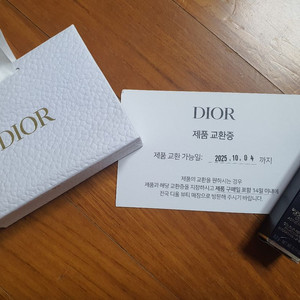 DIOR
DIOR
제품 교환증
제품 교환 가능일: 2025.10.04 까지
제품의 교환을 원하시는 경우
제품과 해당 교환증을 지참하시고 제품 구매일 포함 14일 이내에
전국 디올 뷰티 매장으로 방문해 주시기 바랍니다.